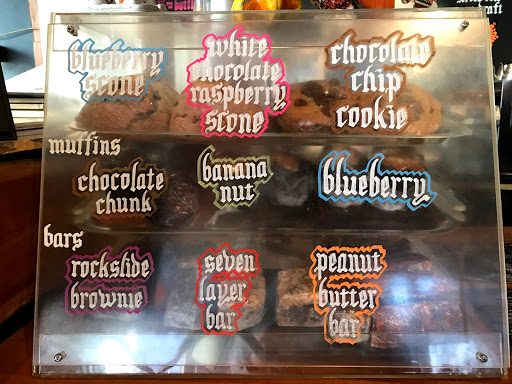 blueberry
scone
white
chocolate
raspberry
scone
chocolate
chip
cookie
muffins
chocolate
chunk
banana
nut
blueberry
bars
rockslide
brownie
seven
layer
bar
peanut
butter
bar